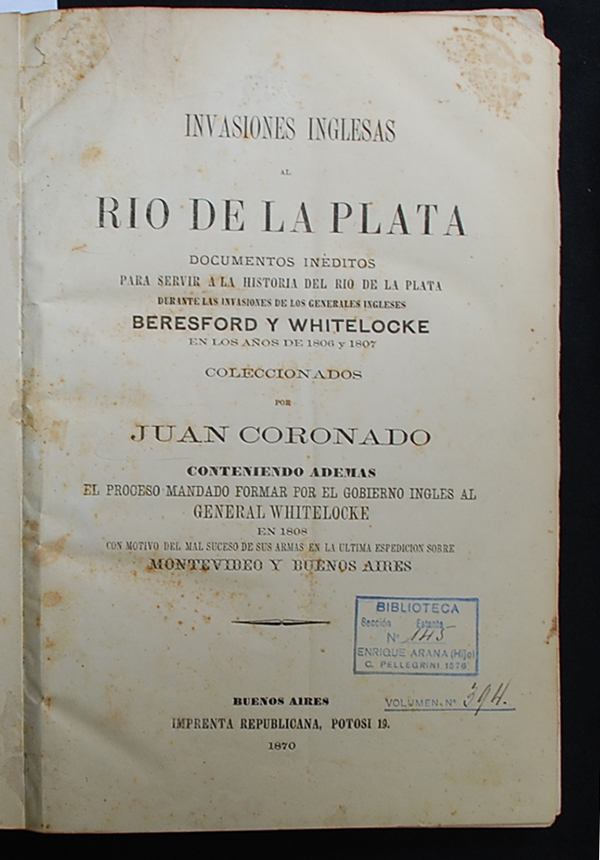 INVASIONES INGLESAS
AL
RIO DE LA PLATA
DOCUMENTOS INÉDITOS
PARA SERVIR A LA HISTORIA DEL RIO DE LA PLATA
DURANTE LAS INVASIONES DE LOS GENERALES INGLESES
BERESFORD Y WHITELOCKE
EN LOS AÑOS DE 1806 y 1807
COLECCIONADOS
POR
JUAN CORONADO
CONTENIENDO ADEMAS
EL PROCESO MANDADO FORMAR POR EL GOBIERNO INGLES AL
GENERAL WHITELOCKE
EN 1808
CON MOTIVO DEL MAL SUCESO DE SUS ARMAS EN LA ULTIMA ESPEDICION SOBRE
MONTEVIDEO Y BUENOS AIRES
BIBLIOTECA
Sección Estante
Nº 145
ENRIQUE ARANA (Hijo)
C. PELLEGRINI 1576
VOLUMEN. Nº 394.
BUENOS AIRES
IMPRENTA REPUBLICANA, POTOSI 19.
1870